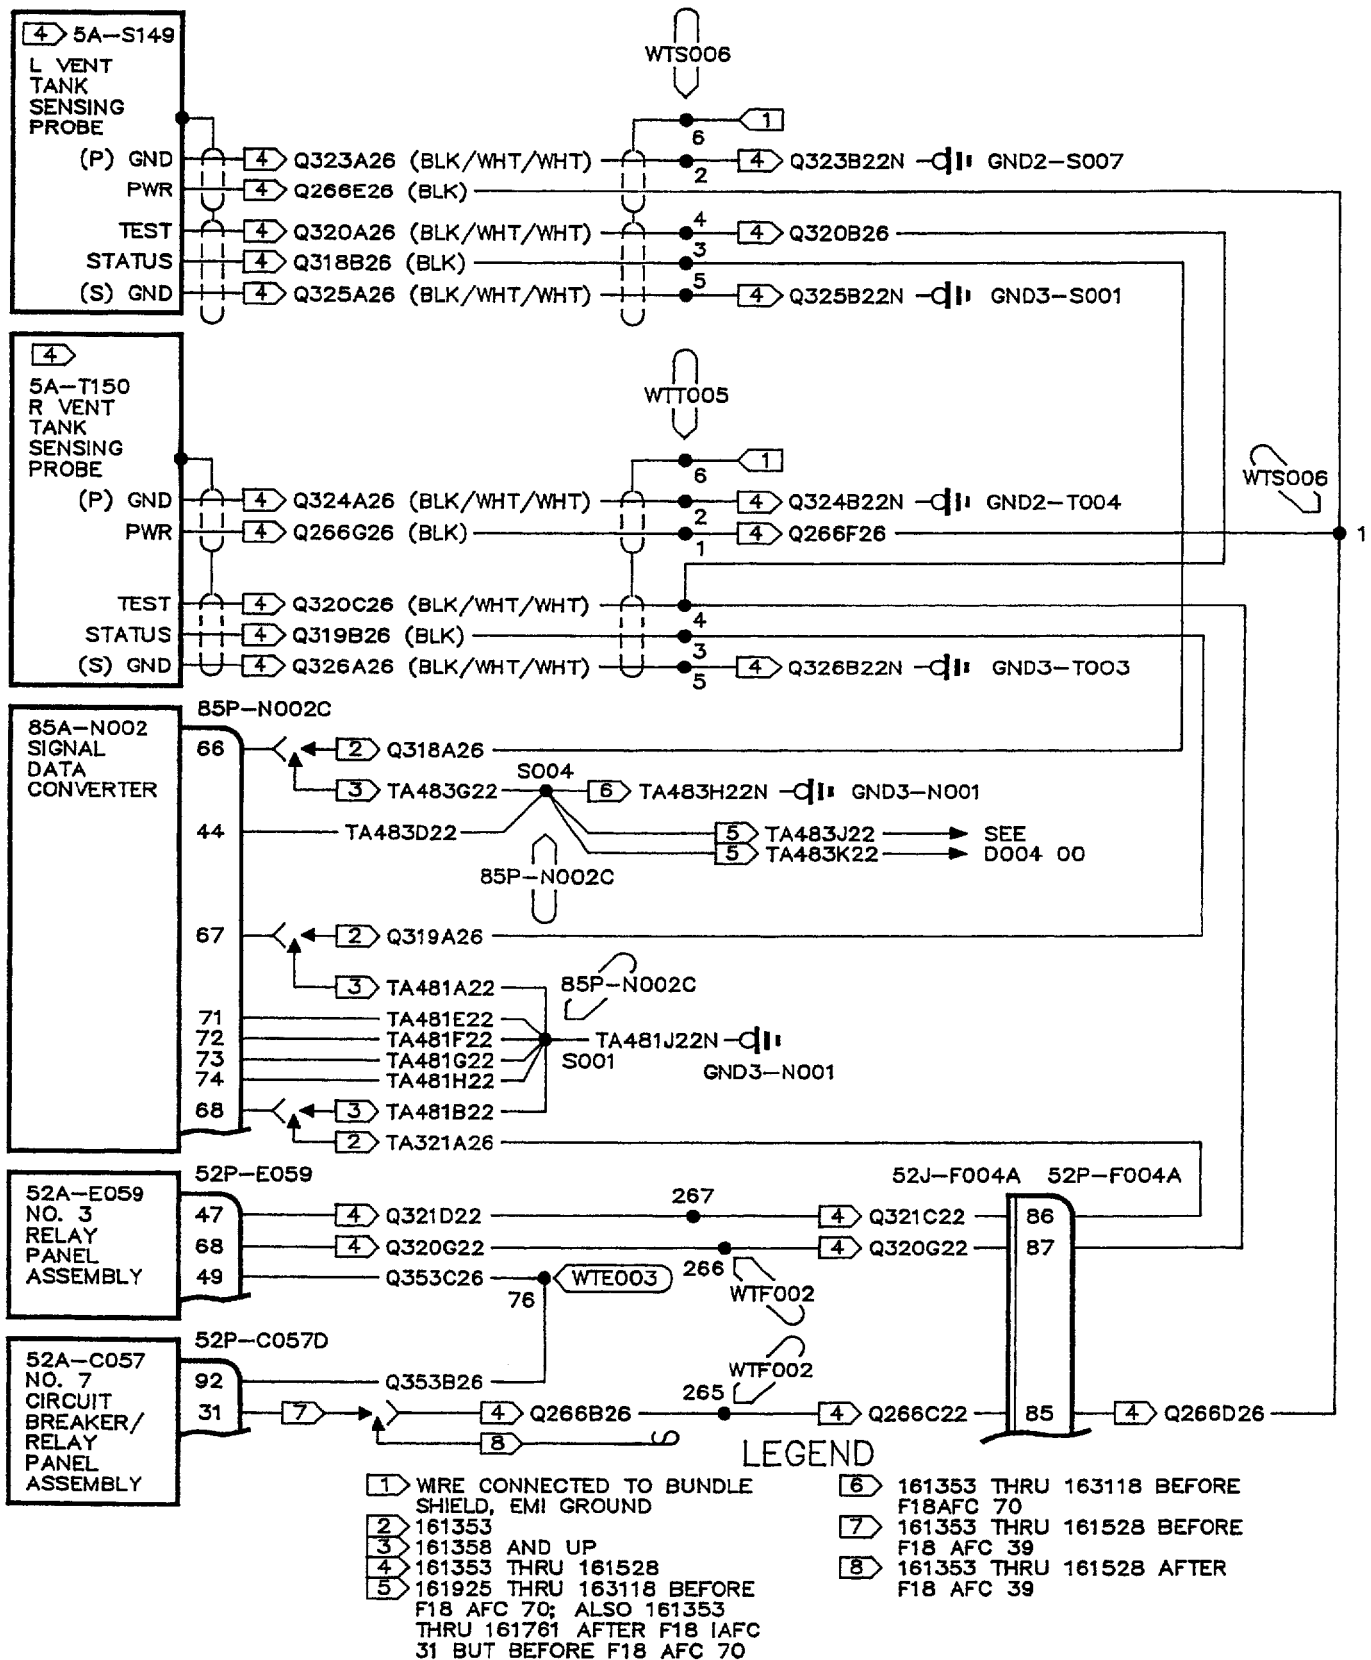 4 5A-S149
L VENT
TANK
SENSING
PROBE
WTS006
6 1
(P) GND 4 Q323A26 (BLK/WHT/WHT) 2 4 Q323B22N GND2-S007
PWR 4 Q266E26 (BLK)
TEST 4 Q320A26 (BLK/WHT/WHT) 4 4 Q320B26
STATUS 4 Q318B26 (BLK) 3
(S) GND 4 Q325A26 (BLK/WHT/WHT) 5 4 Q325B22N GND3-S001
4
5A-T150
R VENT
TANK
SENSING
PROBE
WTT005
6 1
WTS006
(P) GND 4 Q324A26 (BLK/WHT/WHT) 2 4 Q324B22N GND2-T004
PWR 4 Q266G26 (BLK) 1 4 Q266F26 1
TEST 4 Q320C26 (BLK/WHT/WHT) 4
STATUS 4 Q319B26 (BLK) 3
(S) GND 4 Q326A26 (BLK/WHT/WHT) 5 4 Q326B22N GND3-T003
85P-N002C
85A-N002
SIGNAL
DATA
CONVERTER
66 2 Q318A26
3 TA483G22 S004 6 TA483H22N GND3-N001
44 TA483D22 5 TA483J22 SEE
5 TA483K22 D004 00
85P-N002C
67 2 Q319A26
3 TA481A22 85P-N002C
71 TA481E22
72 TA481F22 TA481J22N
73 TA481G22 S001 GND3-N001
74 TA481H22
68 3 TA481B22
2 TA321A26
52P-E059 52J-F004A 52P-F004A
52A-E059
NO. 3
RELAY
PANEL
ASSEMBLY
47 4 Q321D22 267 4 Q321C22 86
68 4 Q320G22 266 4 Q320G22 87
49 Q353C26 76 WTE003 WTF002
52P-C057D
52A-C057
NO. 7
CIRCUIT
BREAKER/
RELAY
PANEL
ASSEMBLY
92 Q353B26 WTF002
31 7 4 Q266B26 265 4 Q266C22 85 4 Q266D26
8
LEGEND
1 WIRE CONNECTED TO BUNDLE
SHIELD, EMI GROUND
2 161353
3 161358 AND UP
4 161353 THRU 161528
5 161925 THRU 163118 BEFORE
F18 AFC 70; ALSO 161353
THRU 161761 AFTER F18 IAFC
31 BUT BEFORE F18 AFC 70
6 161353 THRU 163118 BEFORE
F18AFC 70
7 161353 THRU 161528 BEFORE
F18 AFC 39
8 161353 THRU 161528 AFTER
F18 AFC 39